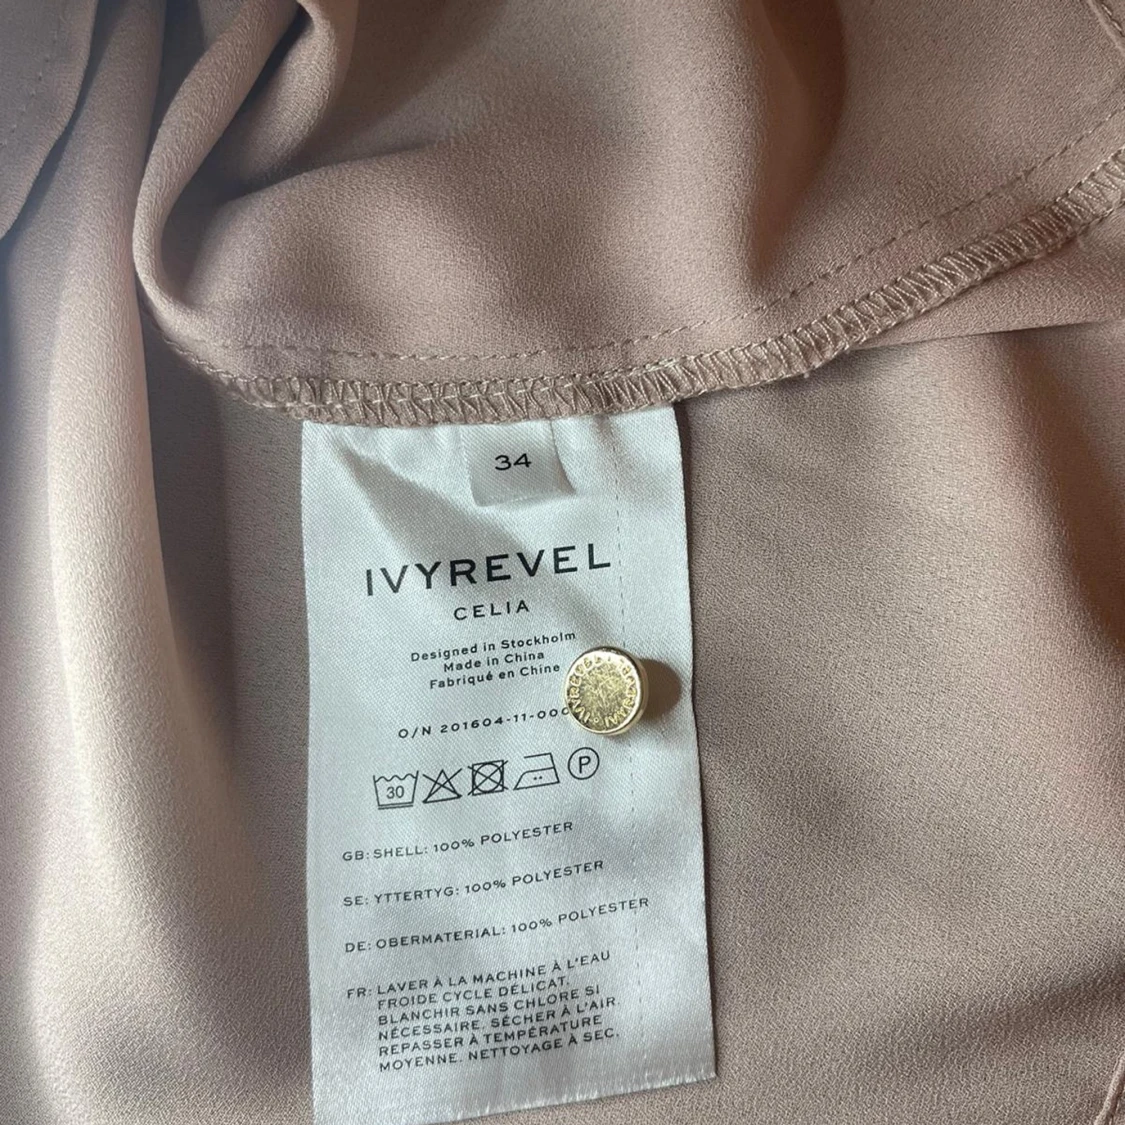 34
IVYREVEL
CELIA
Designed in Stockholm
Made in China
Fabriqué en Chine
O/N 201604-11-00
30
P
GB: SHELL: 100% POLYESTER
SE: YTTERTYG: 100% POLYESTER
DE: OBERMATERIAL: 100% POLYESTER
FR: LAVER À LA MACHINE À L'EAU
FROIDE CYCLE DÉLICAT.
BLANCHIR SANS CHLORE SI
NÉCESSAIRE. SÉCHER À L'AIR.
REPASSER À TEMPÉRATURE
MOYENNE. NETTOYAGE À SEC.